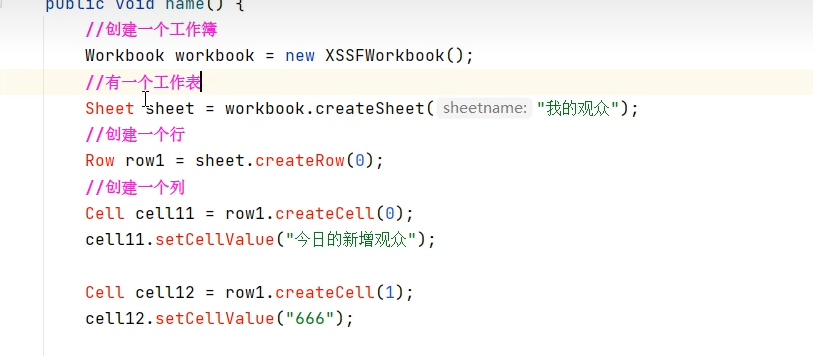 public void name() {
//创建一个工作簿
Workbook workbook = new XSSFWorkbook();
//有一个工作表
Sheet sheet = workbook.createSheet( sheetname: "我的观众");
//创建一个行
Row row1 = sheet.createRow(0);
//创建一个列
Cell cell11 = row1.createCell(0);
cell11.setCellValue("今日的新增观众");
Cell cell12 = row1.createCell(1);
cell12.setCellValue("666");